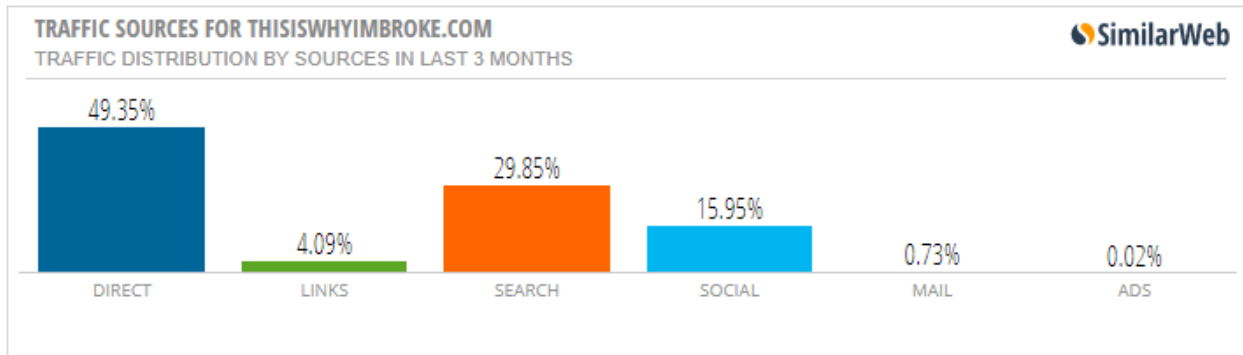 TRAFFIC SOURCES FOR THISISWHYIMBROKE.COM
SimilarWeb
TRAFFIC DISTRIBUTION BY SOURCES IN LAST 3 MONTHS
49.35%
4.09%
29.85%
15.95%
0.73%
0.02%
DIRECT
LINKS
SEARCH
SOCIAL
MAIL
ADS